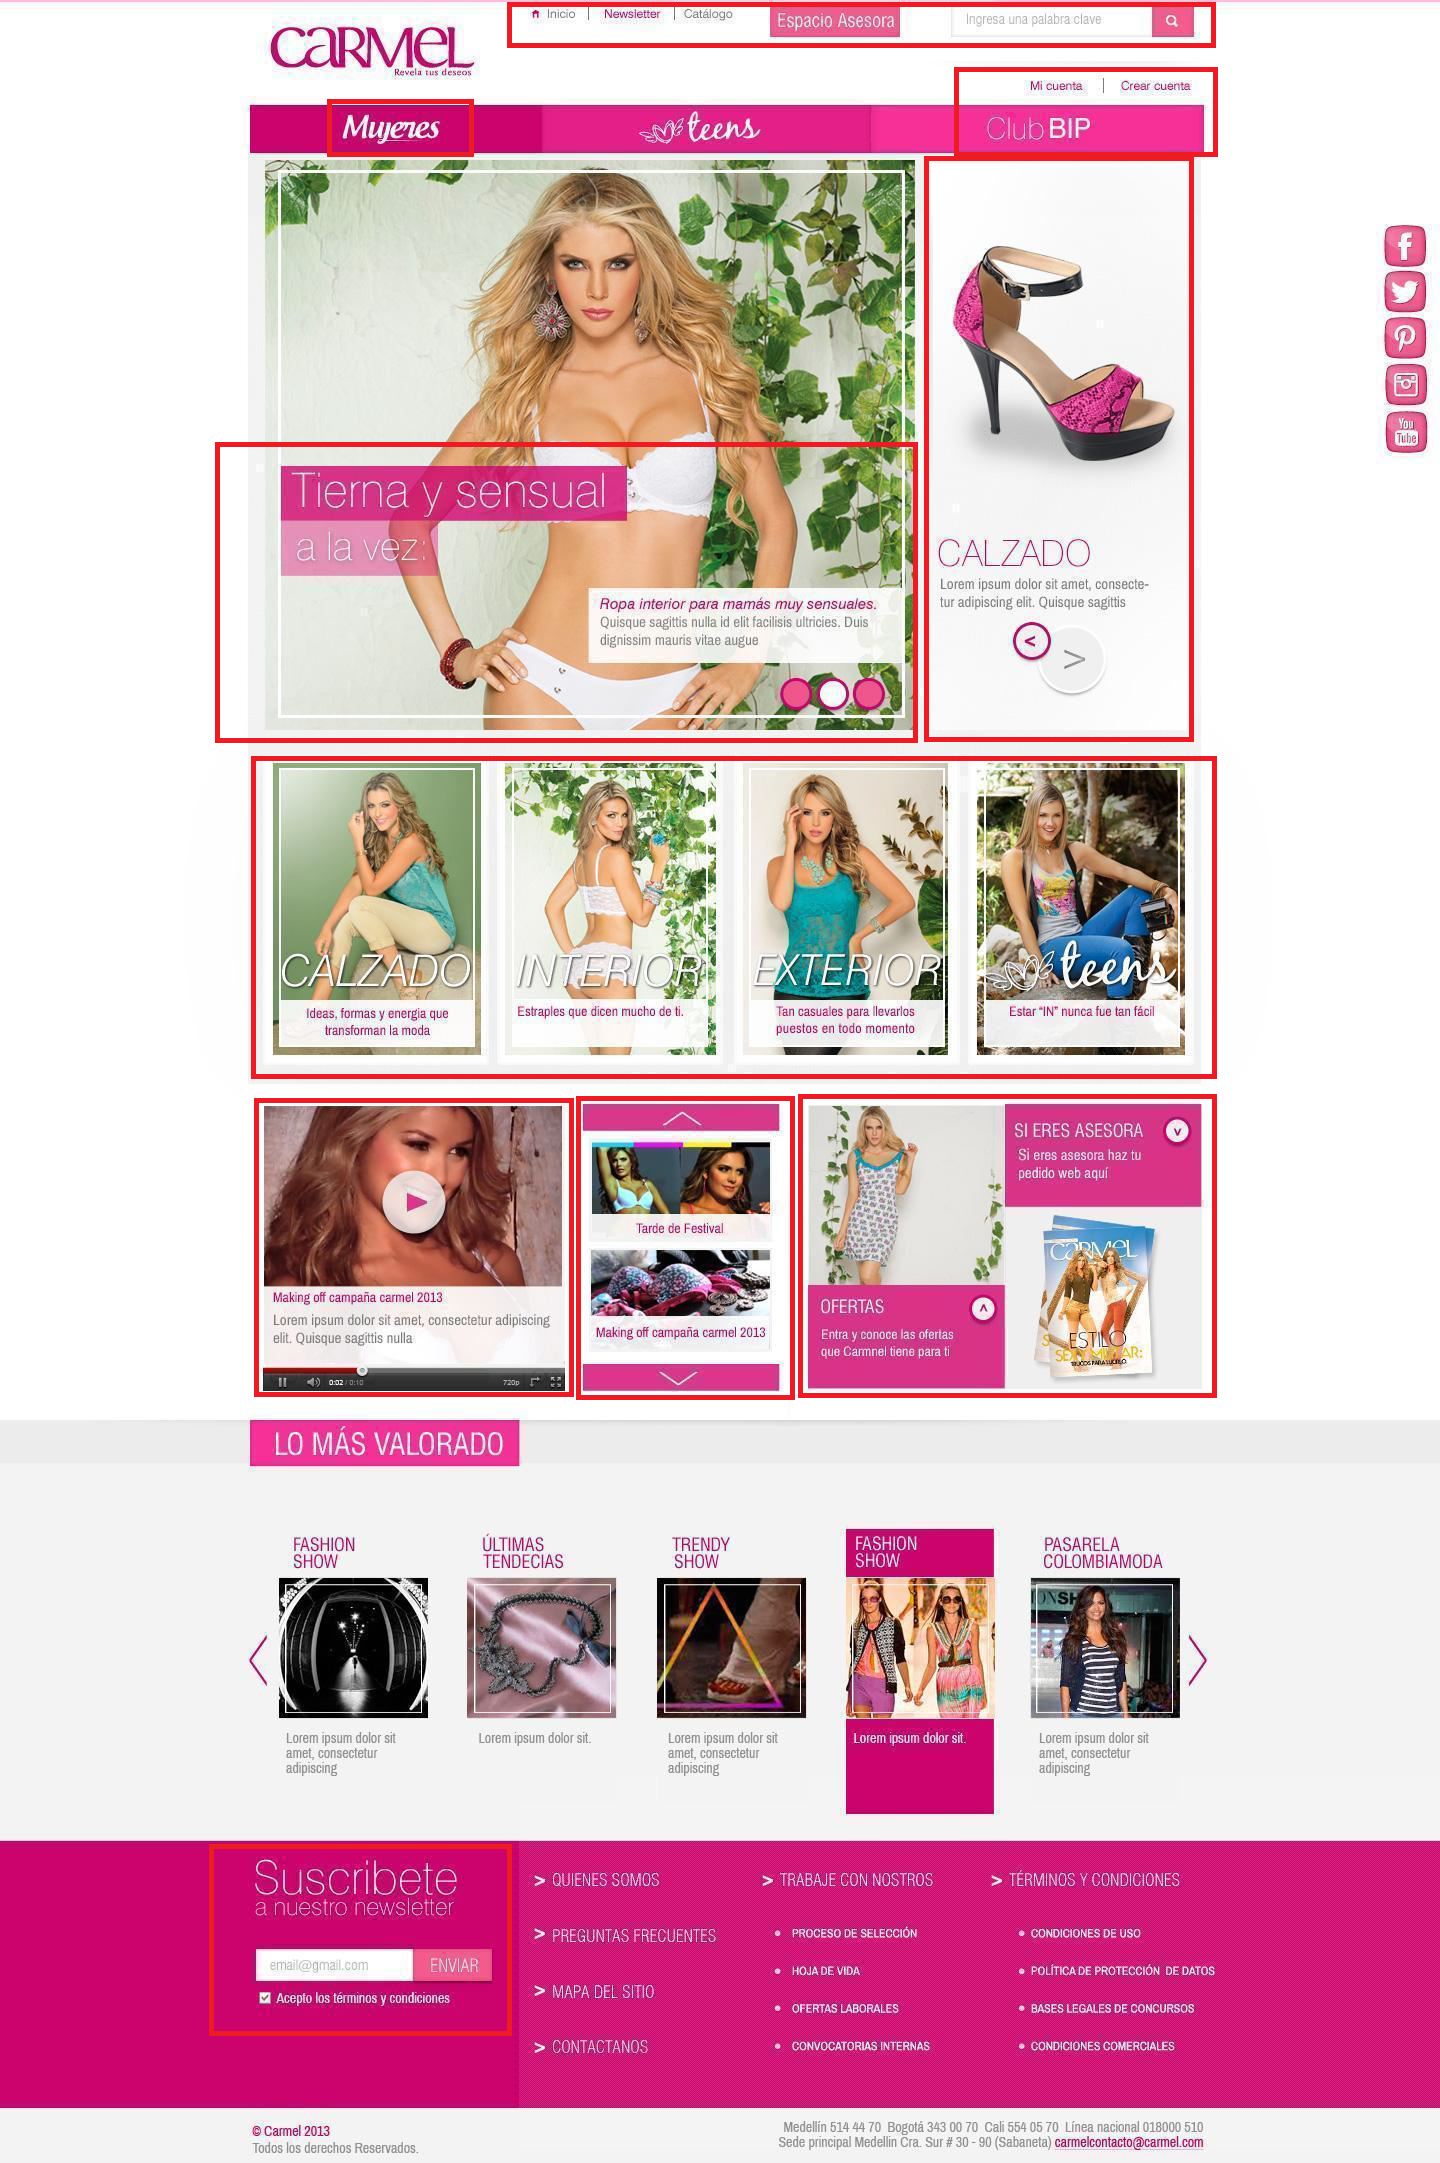 Inicio Newsletter Catálogo Espacio Asesora Ingresa una palabra clave
CARMEL
Revela tus deseos
Mi cuenta Crear cuenta
Mujeres teens Club BIP
Tierna y sensual
a la vez:
Ropa interior para mamás muy sensuales.
Quisque sagittis nulla id elit facilisis ultricies. Duis
dignissim mauris vitae augue
CALZADO
Lorem ipsum dolor sit amet, consecte-
tur adipiscing elit. Quisque sagittis
< >
You
Tube
CALZADO
Ideas, formas y energia que
transforman la moda
INTERIOR
Estraples que dicen mucho de ti.
EXTERIOR
Tan casuales para llevarlos
puestos en todo momento
teens
Estar “IN” nunca fue tan fácil
Making off campaña carmel 2013
Lorem ipsum dolor sit amet, consectetur adipiscing
elit. Quisque sagittis nulla
0:02 / 0:10 720p
Tarde de Festival
Making off campaña carmel 2013
SI ERES ASESORA
Si eres asesora haz tu
pedido web aquí
OFERTAS
Entra y conoce las ofertas
que Carmnel tiene para ti
CARMEL
ESTILO
TRUCOS PARA LUCIRLO
LO MÁS VALORADO
FASHION
SHOW
Lorem ipsum dolor sit
amet, consectetur
adipiscing
ÚLTIMAS
TENDECIAS
Lorem ipsum dolor sit.
TRENDY
SHOW
Lorem ipsum dolor sit
amet, consectetur
adipiscing
FASHION
SHOW
Lorem ipsum dolor sit.
PASARELA
COLOMBIAMODA
Lorem ipsum dolor sit
amet, consectetur
adipiscing
Suscribete
a nuestro newsletter
email@gmail.com ENVIAR
Acepto los términos y condiciones
> QUIENES SOMOS
> PREGUNTAS FRECUENTES
> MAPA DEL SITIO
> CONTACTANOS
> TRABAJE CON NOSTROS
• PROCESO DE SELECCIÓN
• HOJA DE VIDA
• OFERTAS LABORALES
• CONVOCATORIAS INTERNAS
> TÉRMINOS Y CONDICIONES
• CONDICIONES DE USO
• POLÍTICA DE PROTECCIÓN DE DATOS
• BASES LEGALES DE CONCURSOS
• CONDICIONES COMERCIALES
© Carmel 2013
Todos los derechos Reservados.
Medellín 514 44 70 Bogotá 343 00 70 Cali 554 05 70 Línea nacional 018000 510
Sede principal Medellin Cra. Sur # 30 - 90 (Sabaneta) carmelcontacto@carmel.com